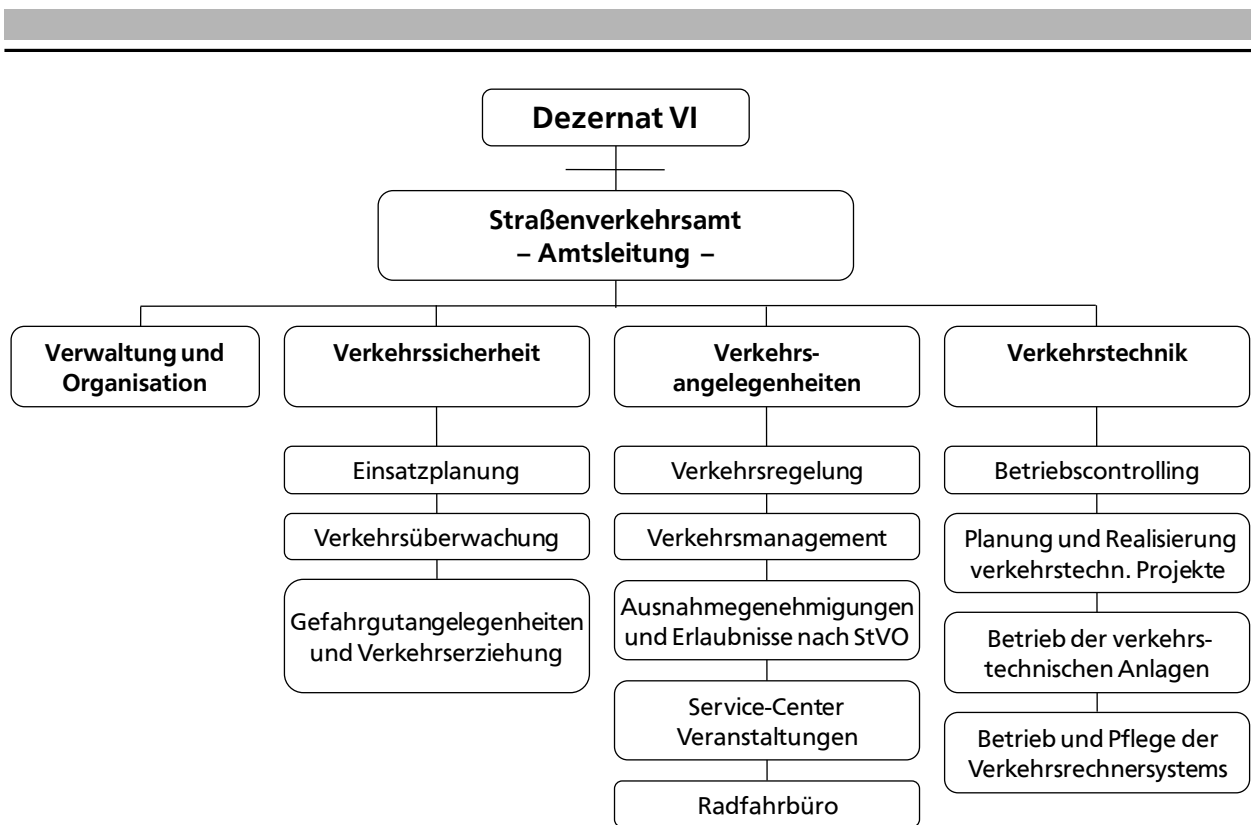 Dezernat VI
Straßenverkehrsamt
– Amtsleitung –
Verwaltung und
Organisation
Verkehrssicherheit
Einsatzplanung
Verkehrsüberwachung
Gefahrgutangelegenheiten
und Verkehrserziehung
Verkehrs-
angelegenheiten
Verkehrsregelung
Verkehrsmanagement
Ausnahmegenehmigungen
und Erlaubnisse nach StVO
Service-Center
Veranstaltungen
Radfahrbüro
Verkehrstechnik
Betriebscontrolling
Planung und Realisierung
verkehrstechn. Projekte
Betrieb der verkehrs-
technischen Anlagen
Betrieb und Pflege der
Verkehrsrechnersystems